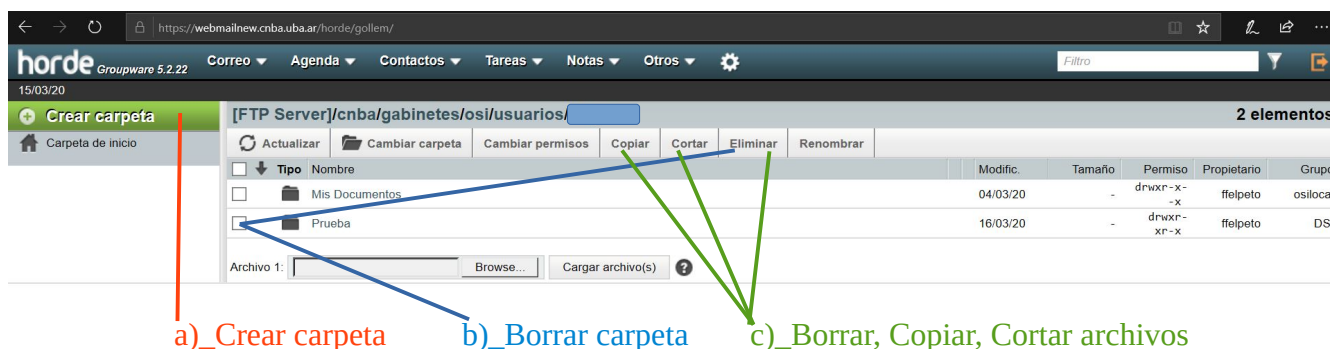 https://webmailnew.cnba.uba.ar/horde/gollem/
horde Groupware 5.2.22 Correo Agenda Contactos Tareas Notas Otros Filtro
15/03/20
Crear carpeta [FTP Server]/cnba/gabinetes/osi/usuarios/ 2 elementos
Carpeta de inicio Actualizar Cambiar carpeta Cambiar permisos Copiar Cortar Eliminar Renombrar
Tipo Nombre Modific. Tamaño Permiso Propietario Grupo
Mis Documentos 04/03/20 - drwxr-x--x ffelpeto osiloca
Prueba 16/03/20 - drwxr-xr-x ffelpeto DS
Archivo 1: Browse... Cargar archivo(s) ?
a)_Crear carpeta b)_Borrar carpeta c)_Borrar, Copiar, Cortar archivos